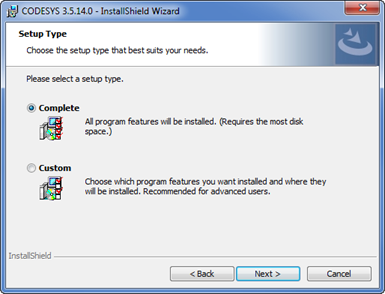 CODESYS 3.5.14.0 - InstallShield Wizard
Setup Type
Choose the setup type that best suits your needs.
Please select a setup type.
Complete
All program features will be installed. (Requires the most disk
space.)
Custom
Choose which program features you want installed and where they
will be installed. Recommended for advanced users.
InstallShield
< Back
Next >
Cancel